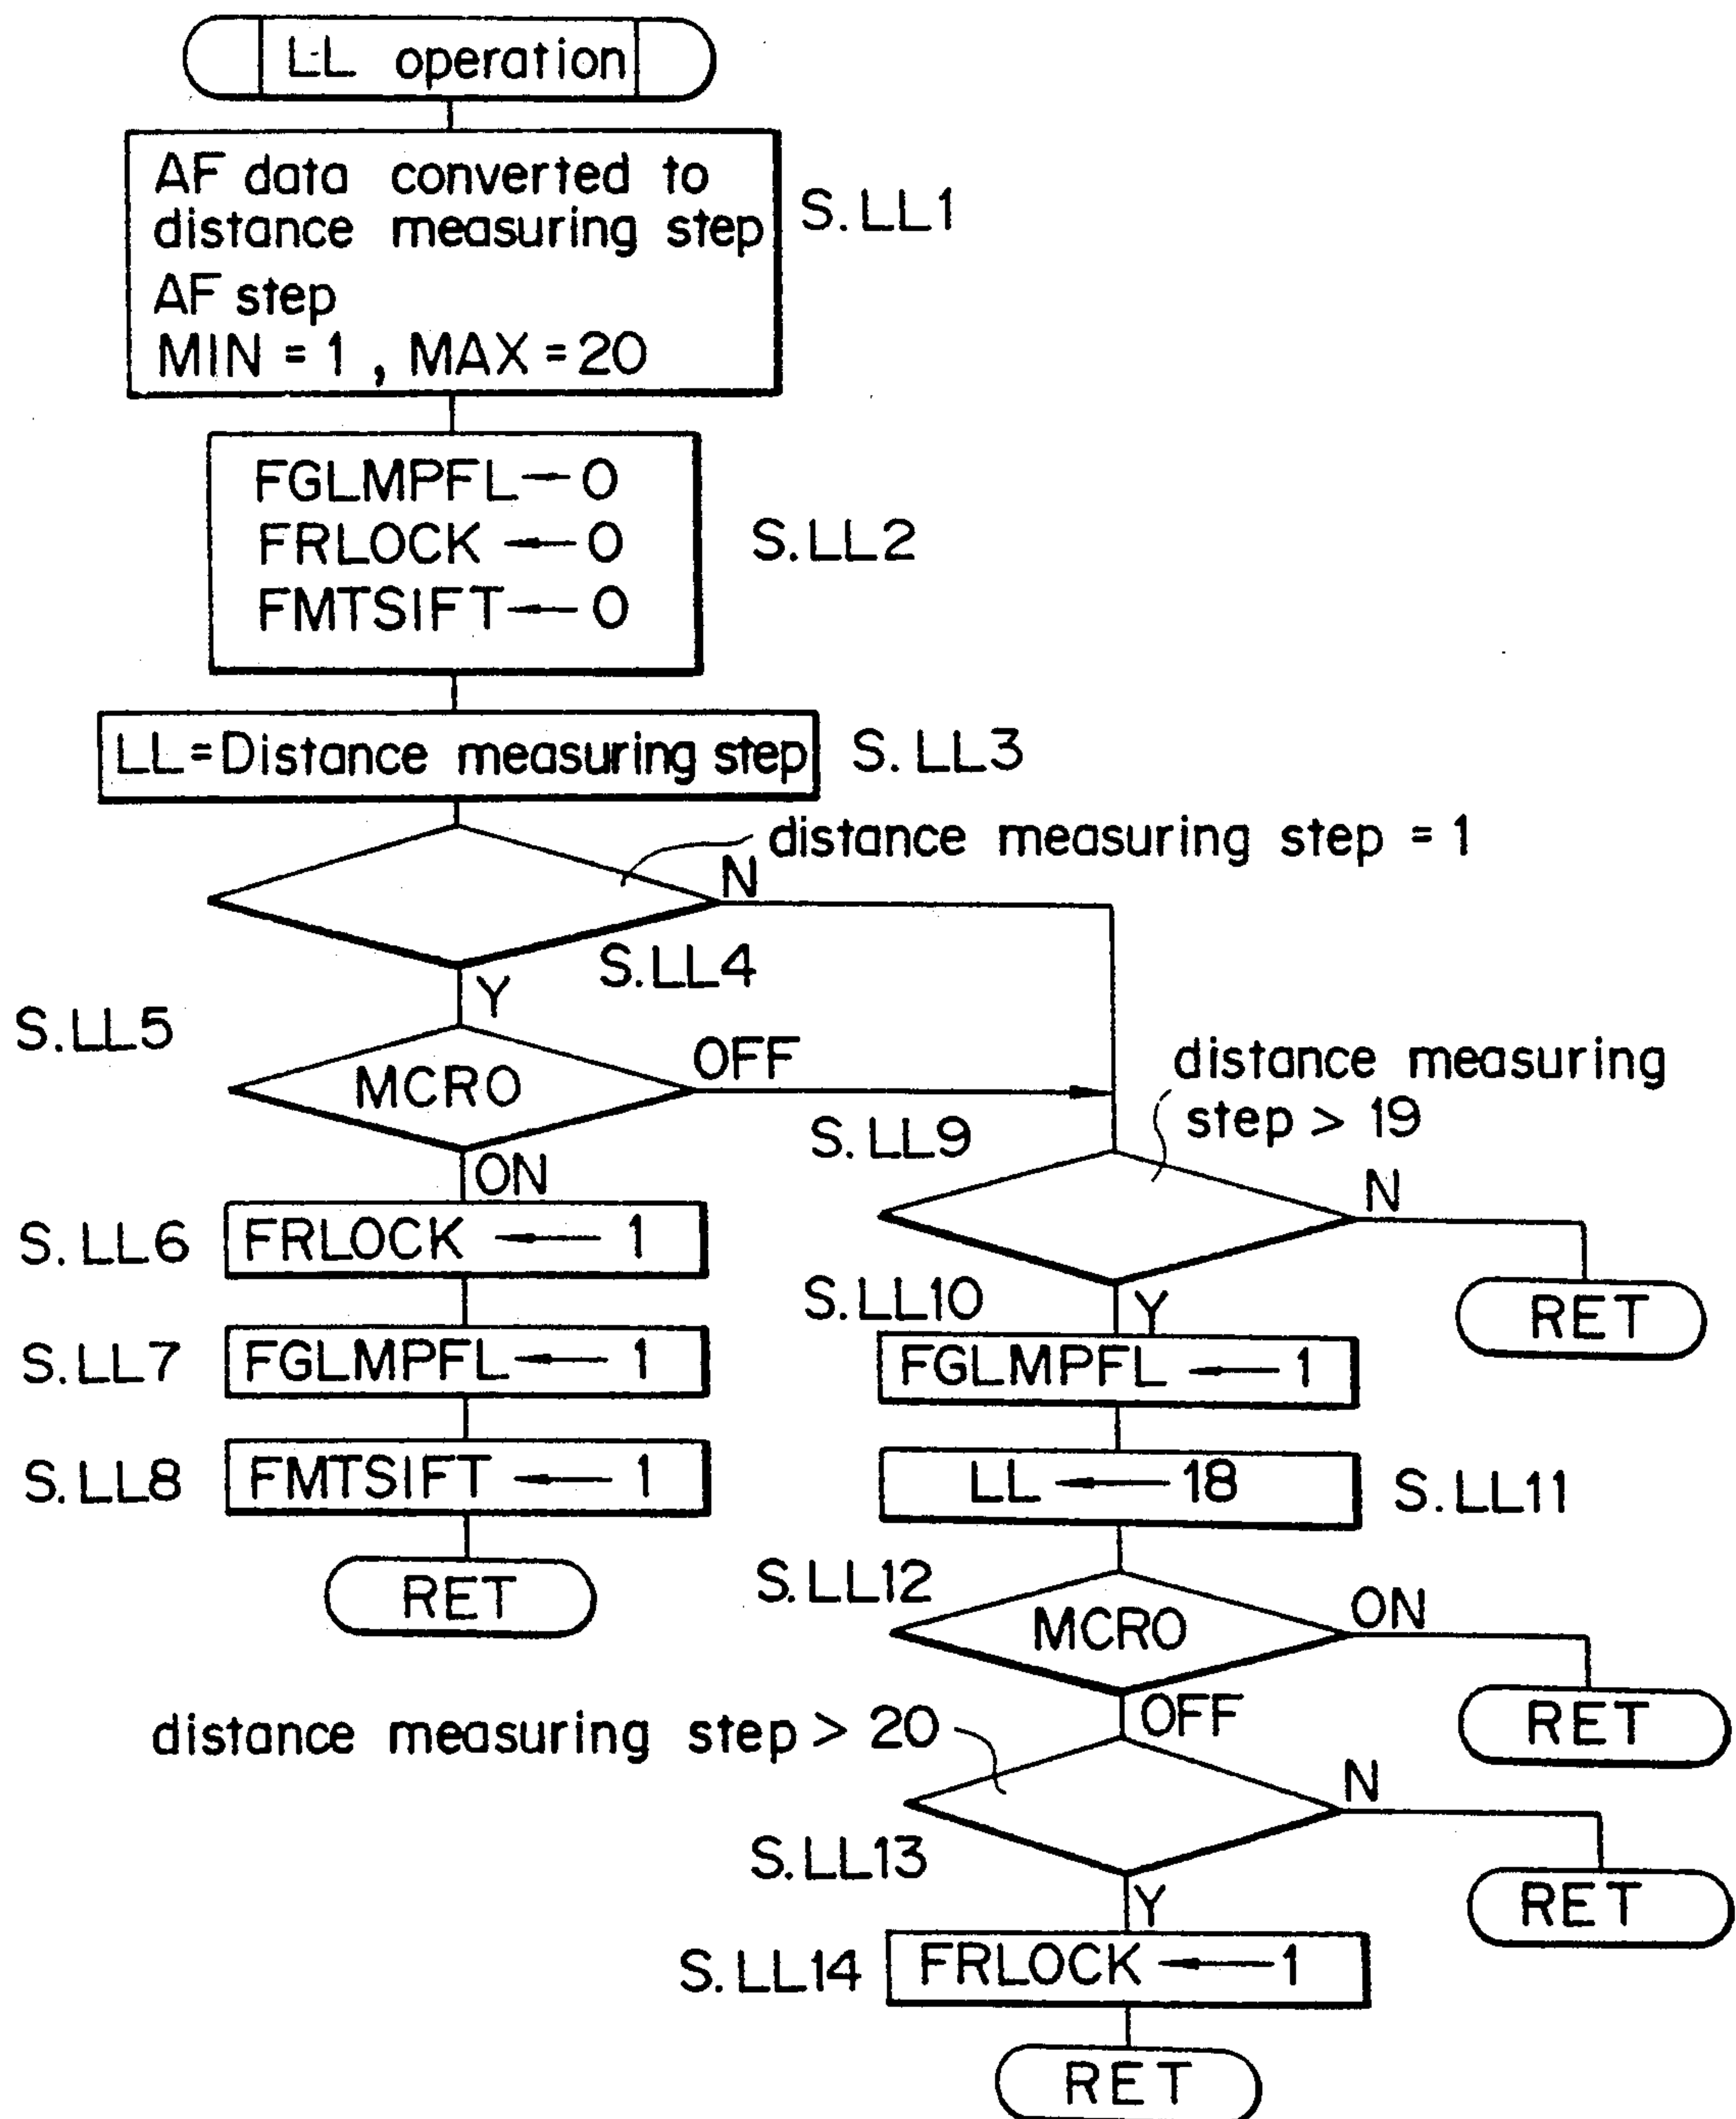 LL operation
AF data converted to
distance measuring step
AF step
MIN = 1 , MAX = 20
S.LL1
FGLMPFL ← 0
FRLOCK ← 0
FMTSIFT ← 0
S.LL2
LL = Distance measuring step
S.LL3
distance measuring step = 1
N
S.LL4
Y
S.LL5
MCRO
OFF
ON
S.LL6
FRLOCK ← 1
S.LL7
FGLMPFL ← 1
S.LL8
FMTSIFT ← 1
RET
distance measuring
step > 19
S.LL9
N
RET
Y
S.LL10
FGLMPFL ← 1
LL ← 18
S.LL11
S.LL12
MCRO
ON
RET
OFF
distance measuring step > 20
N
S.LL13
RET
Y
S.LL14
FRLOCK ← 1
RET